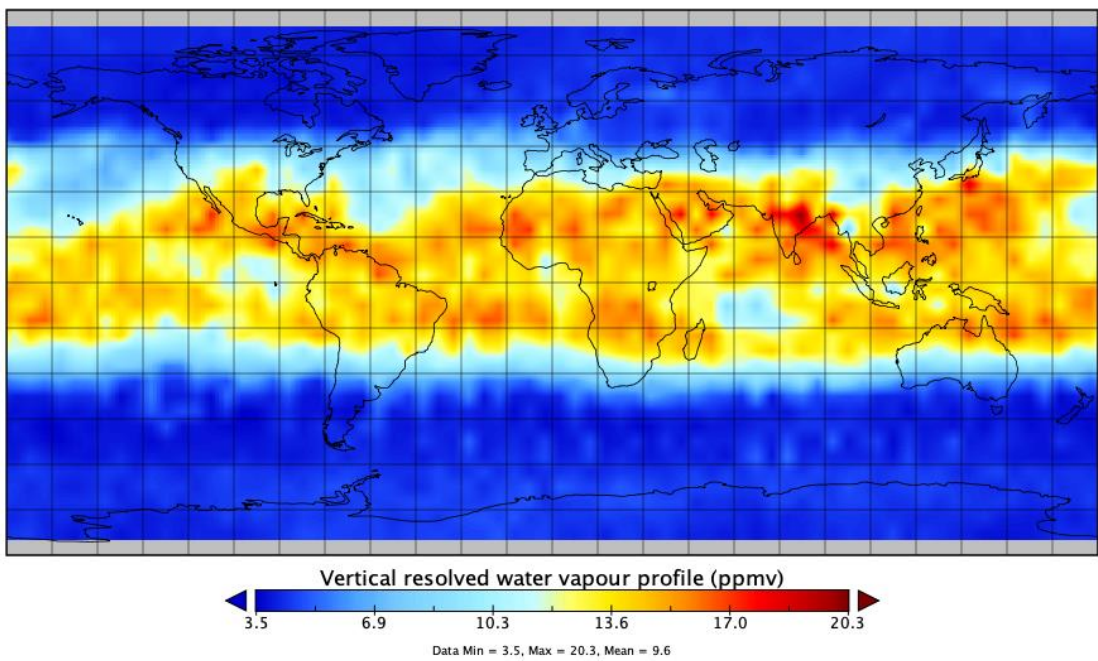 Vertical resolved water vapour profile (ppmv)
3.5 6.9 10.3 13.6 17.0 20.3
Data Min = 3.5, Max = 20.3, Mean = 9.6